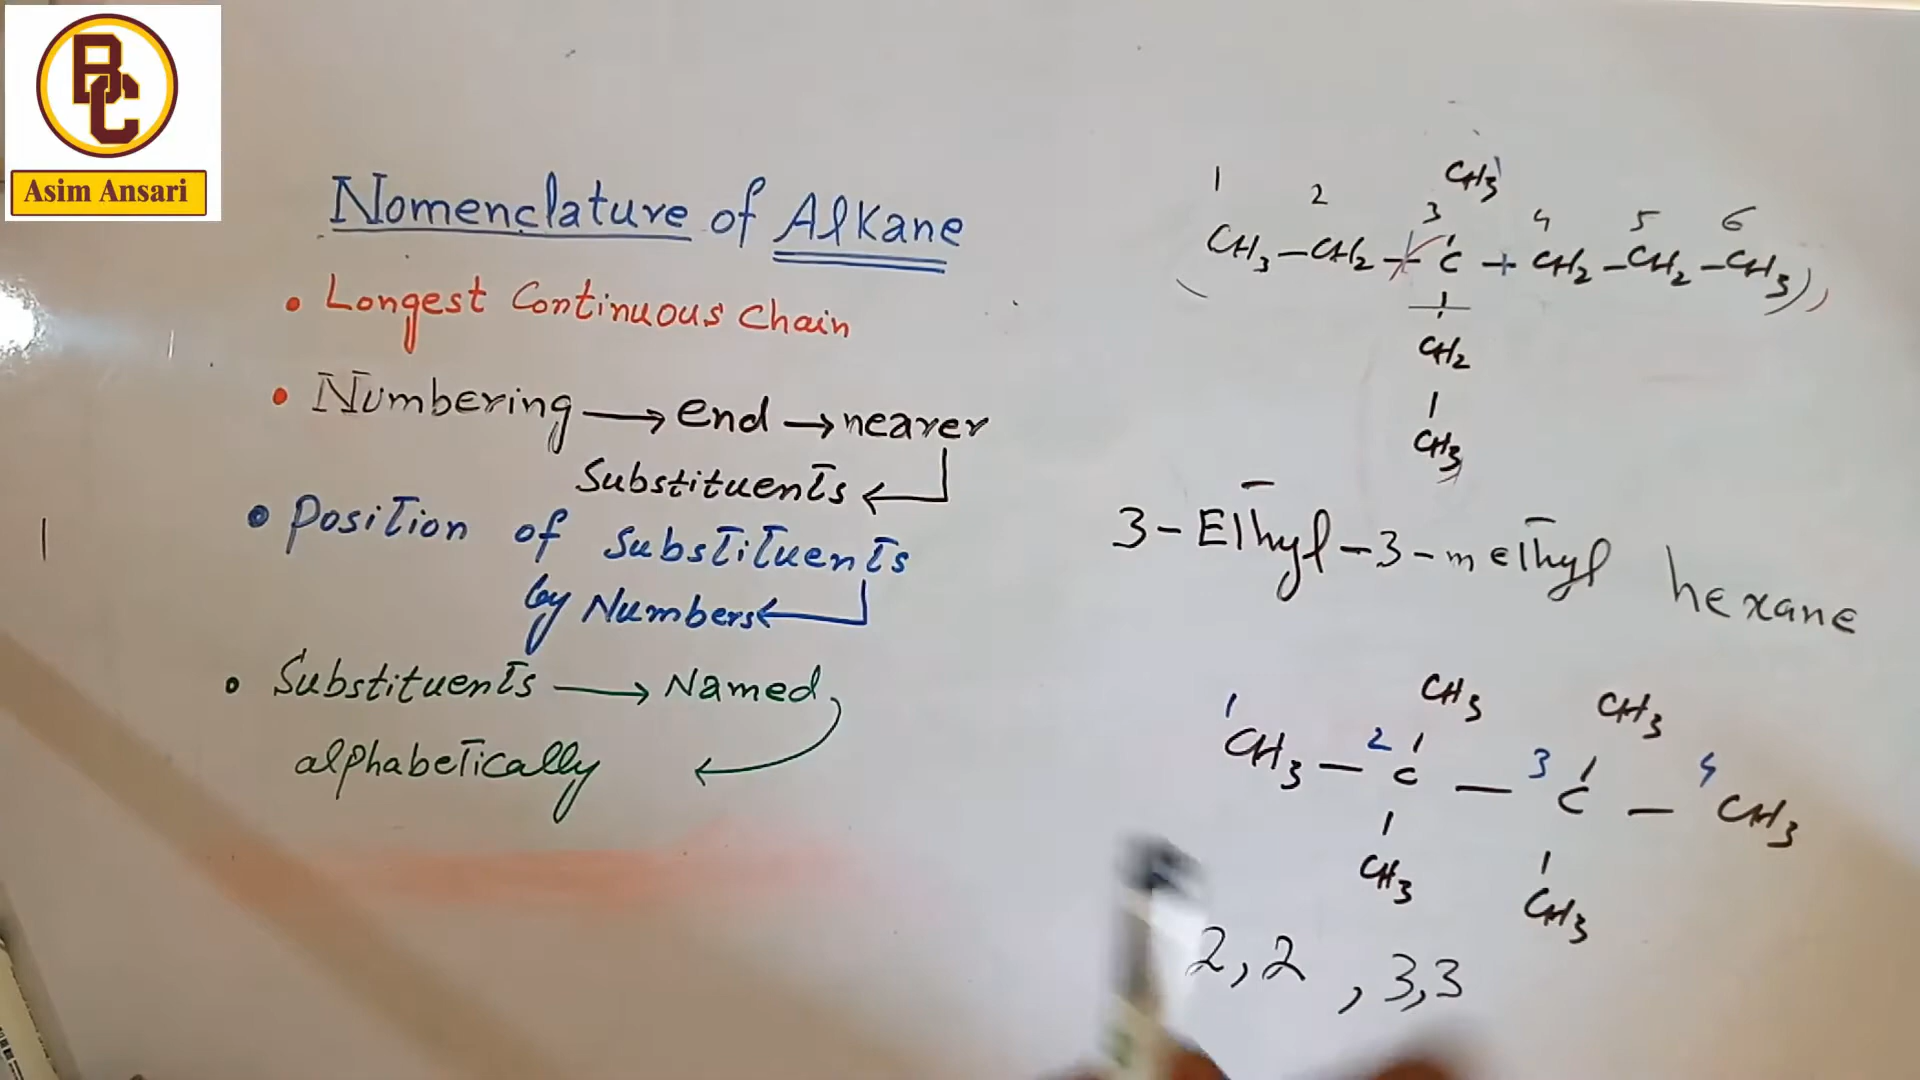 BC
Asim Ansari
Nomenclature of Alkane
• Longest Continuous Chain
• Numbering → end → nearer
Substituents ←
• Position of Substituents
by Numbers ←
• Substituents → Named
alphabetically ←
CH3
1 2 3 4 5 6
(CH3 – CH2 – C – CH2 – CH2 – CH3))
CH2
CH3
3-Ethyl-3-methyl hexane
CH3 CH3
1 2 3 4
CH3 – C – C – CH3
CH3 CH3
2,2 , 3,3